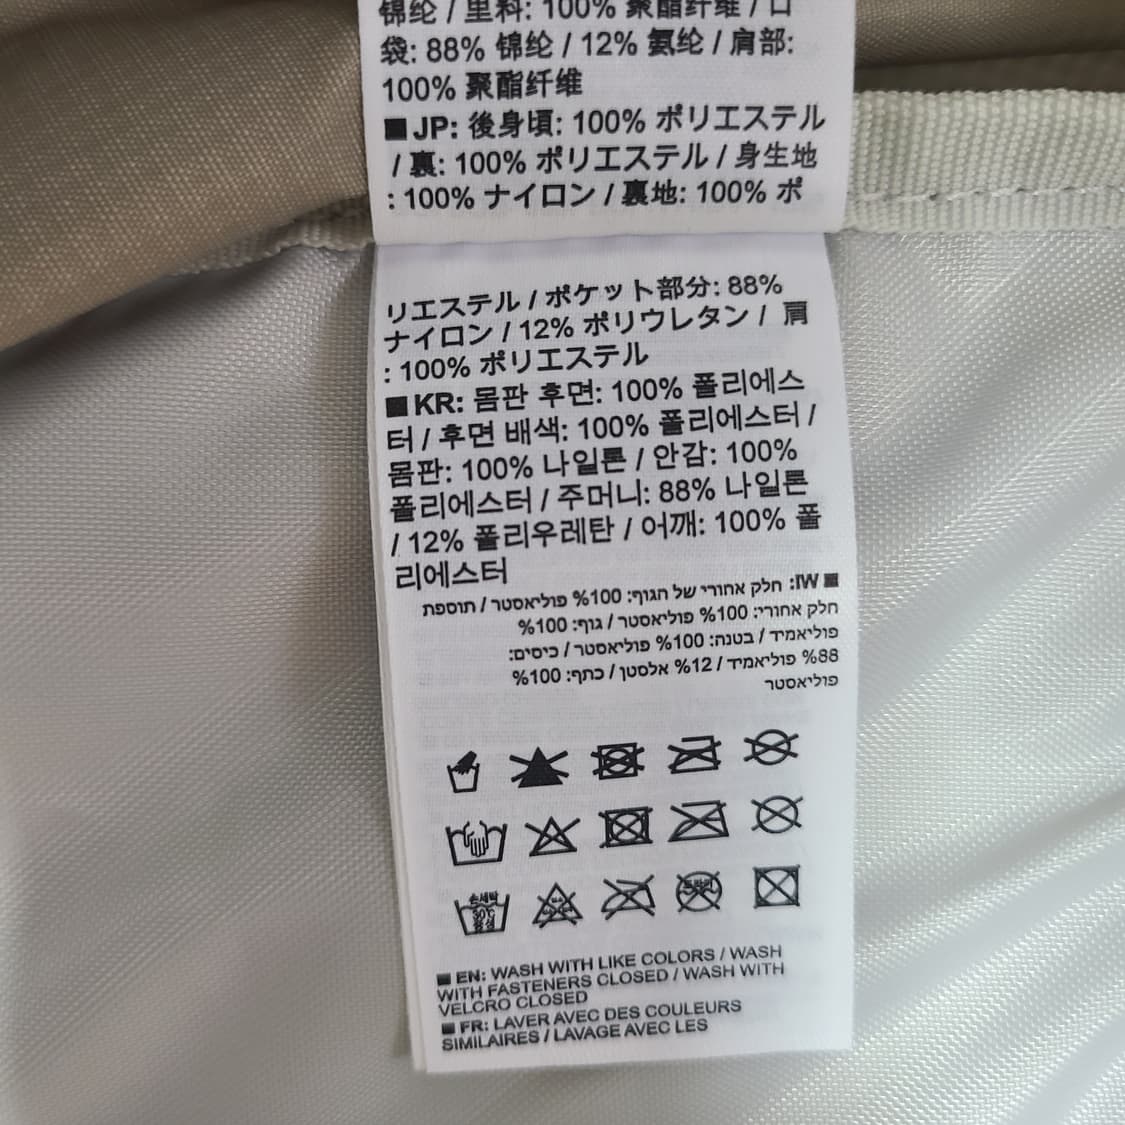 锦纶 / 里料: 100% 聚酯纤维 / 口
袋: 88% 锦纶 / 12% 氨纶 / 肩部:
100% 聚酯纤维
■ JP: 後身頃: 100% ポリエステル
/ 裏: 100% ポリエステル / 身生地
: 100% ナイロン / 裏地: 100% ポ
リエステル / ポケット部分: 88%
ナイロン / 12% ポリウレタン / 肩
: 100% ポリエステル
■ KR: 몸판 후면: 100% 폴리에스
터 / 후면 배색: 100% 폴리에스터 /
몸판: 100% 나일론 / 안감: 100%
폴리에스터 / 주머니: 88% 나일론
/ 12% 폴리우레탄 / 어깨: 100% 폴
리에스터
■ IW: חלק אחורי של הגוף: 100% פוליאסטר / תוספת
חלק אחורי: 100% פוליאסטר / גוף: 100%
פוליאמיד / בטנה: 100% פוליאסטר / כיסים:
88% פוליאמיד / 12% אלסטן / כתף: 100%
פוליאסטר
손세탁
30℃
중성
■ EN: WASH WITH LIKE COLORS / WASH
WITH FASTENERS CLOSED / WASH WITH
VELCRO CLOSED
■ FR: LAVER AVEC DES COULEURS
SIMILAIRES / LAVAGE AVEC LES